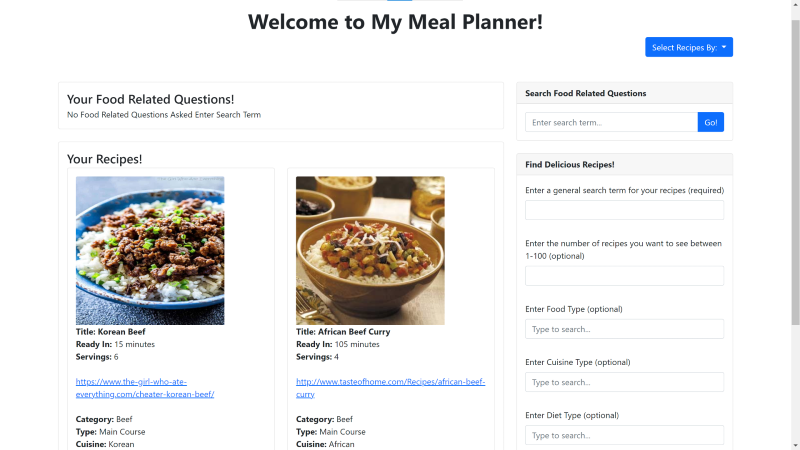 Welcome to My Meal Planner!
Select Recipes By:
Your Food Related Questions!
No Food Related Questions Asked Enter Search Term
Your Recipes!
Title: Korean Beef
Ready In: 15 minutes
Servings: 6
https://www.the-girl-who-ate-
everything.com/cheater-korean-beef/
Category: Beef
Type: Main Course
Cuisine: Korean
Title: African Beef Curry
Ready In: 105 minutes
Servings: 4
http://www.tasteofhome.com/Recipes/african-beef-
curry
Category: Beef
Type: Main Course
Cuisine: African
Search Food Related Questions
Enter search term...
Go!
Find Delicious Recipes!
Enter a general search term for your recipes (required)
Enter the number of recipes you want to see between
1-100 (optional)
Enter Food Type (optional)
Type to search...
Enter Cuisine Type (optional)
Type to search...
Enter Diet Type (optional)
Type to search...